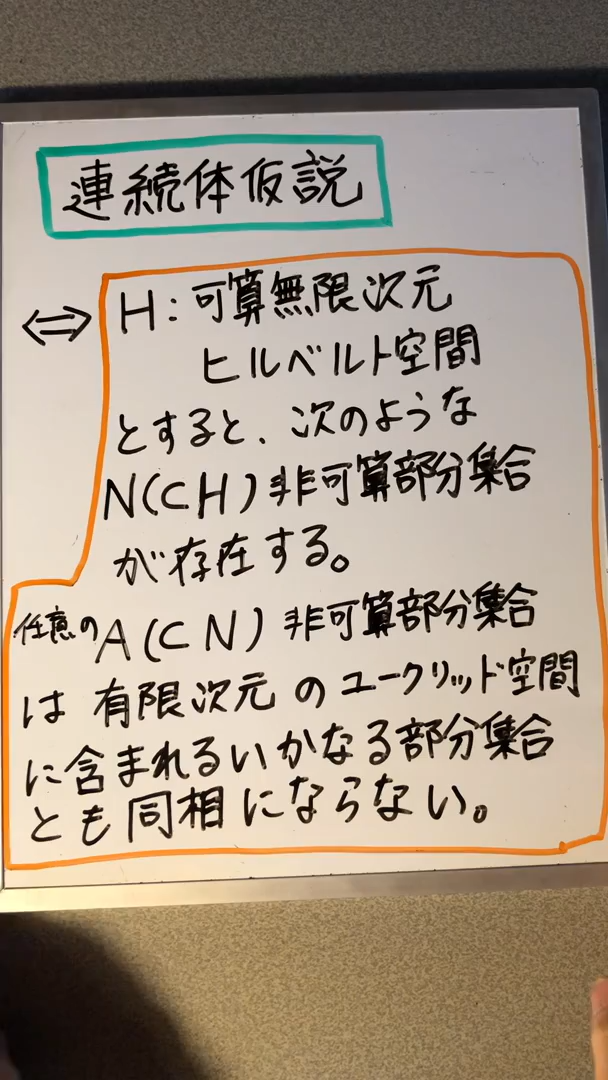 連続体仮説
⇔ H:可算無限次元
ヒルベルト空間
とすると、次のような
N(⊂H)非可算部分集合
が存在する。
任意のA(⊂N)非可算部分集合
は有限次元のユークリッド空間
に含まれるいかなる部分集合
とも同相にならない。